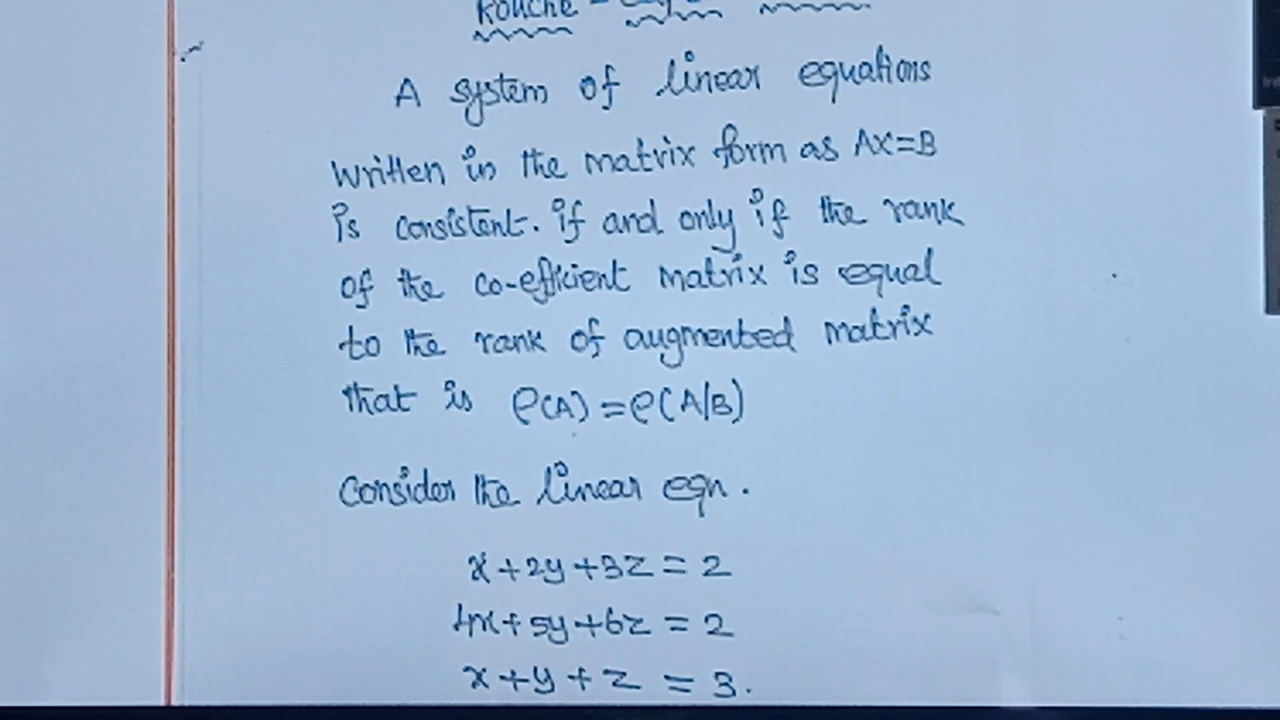 Rouche -
A system of linear equations
written in the matrix form as AX=B
is consistent. if and only if the rank
of the co-efficient matrix is equal
to the rank of augmented matrix
that is ρ(A) = ρ(A/B)
Consider the linear eqn.
x+2y+3z = 2
4x+5y+6z = 2
x+y+z = 3.